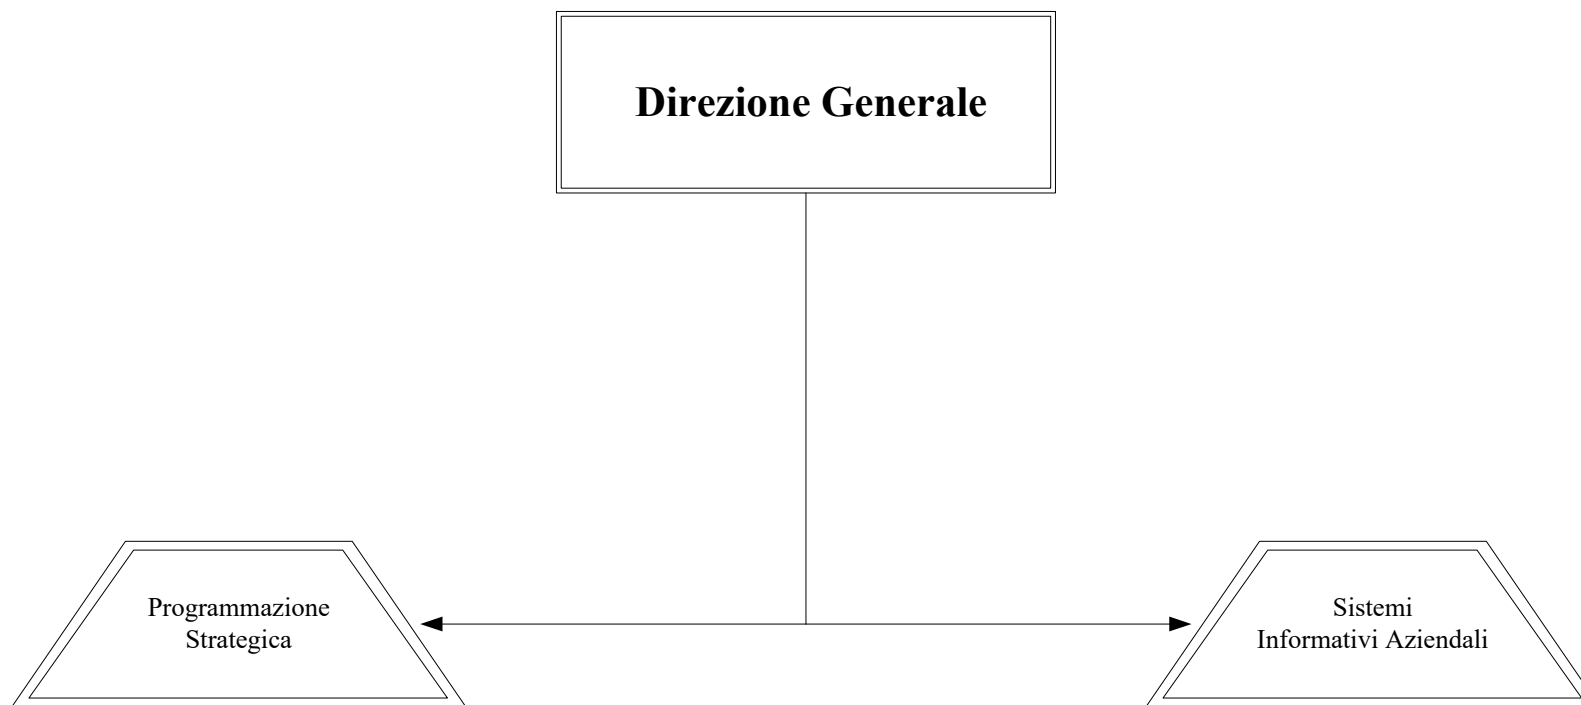 Direzione Generale
Programmazione
Strategica
Sistemi
Informativi Aziendali